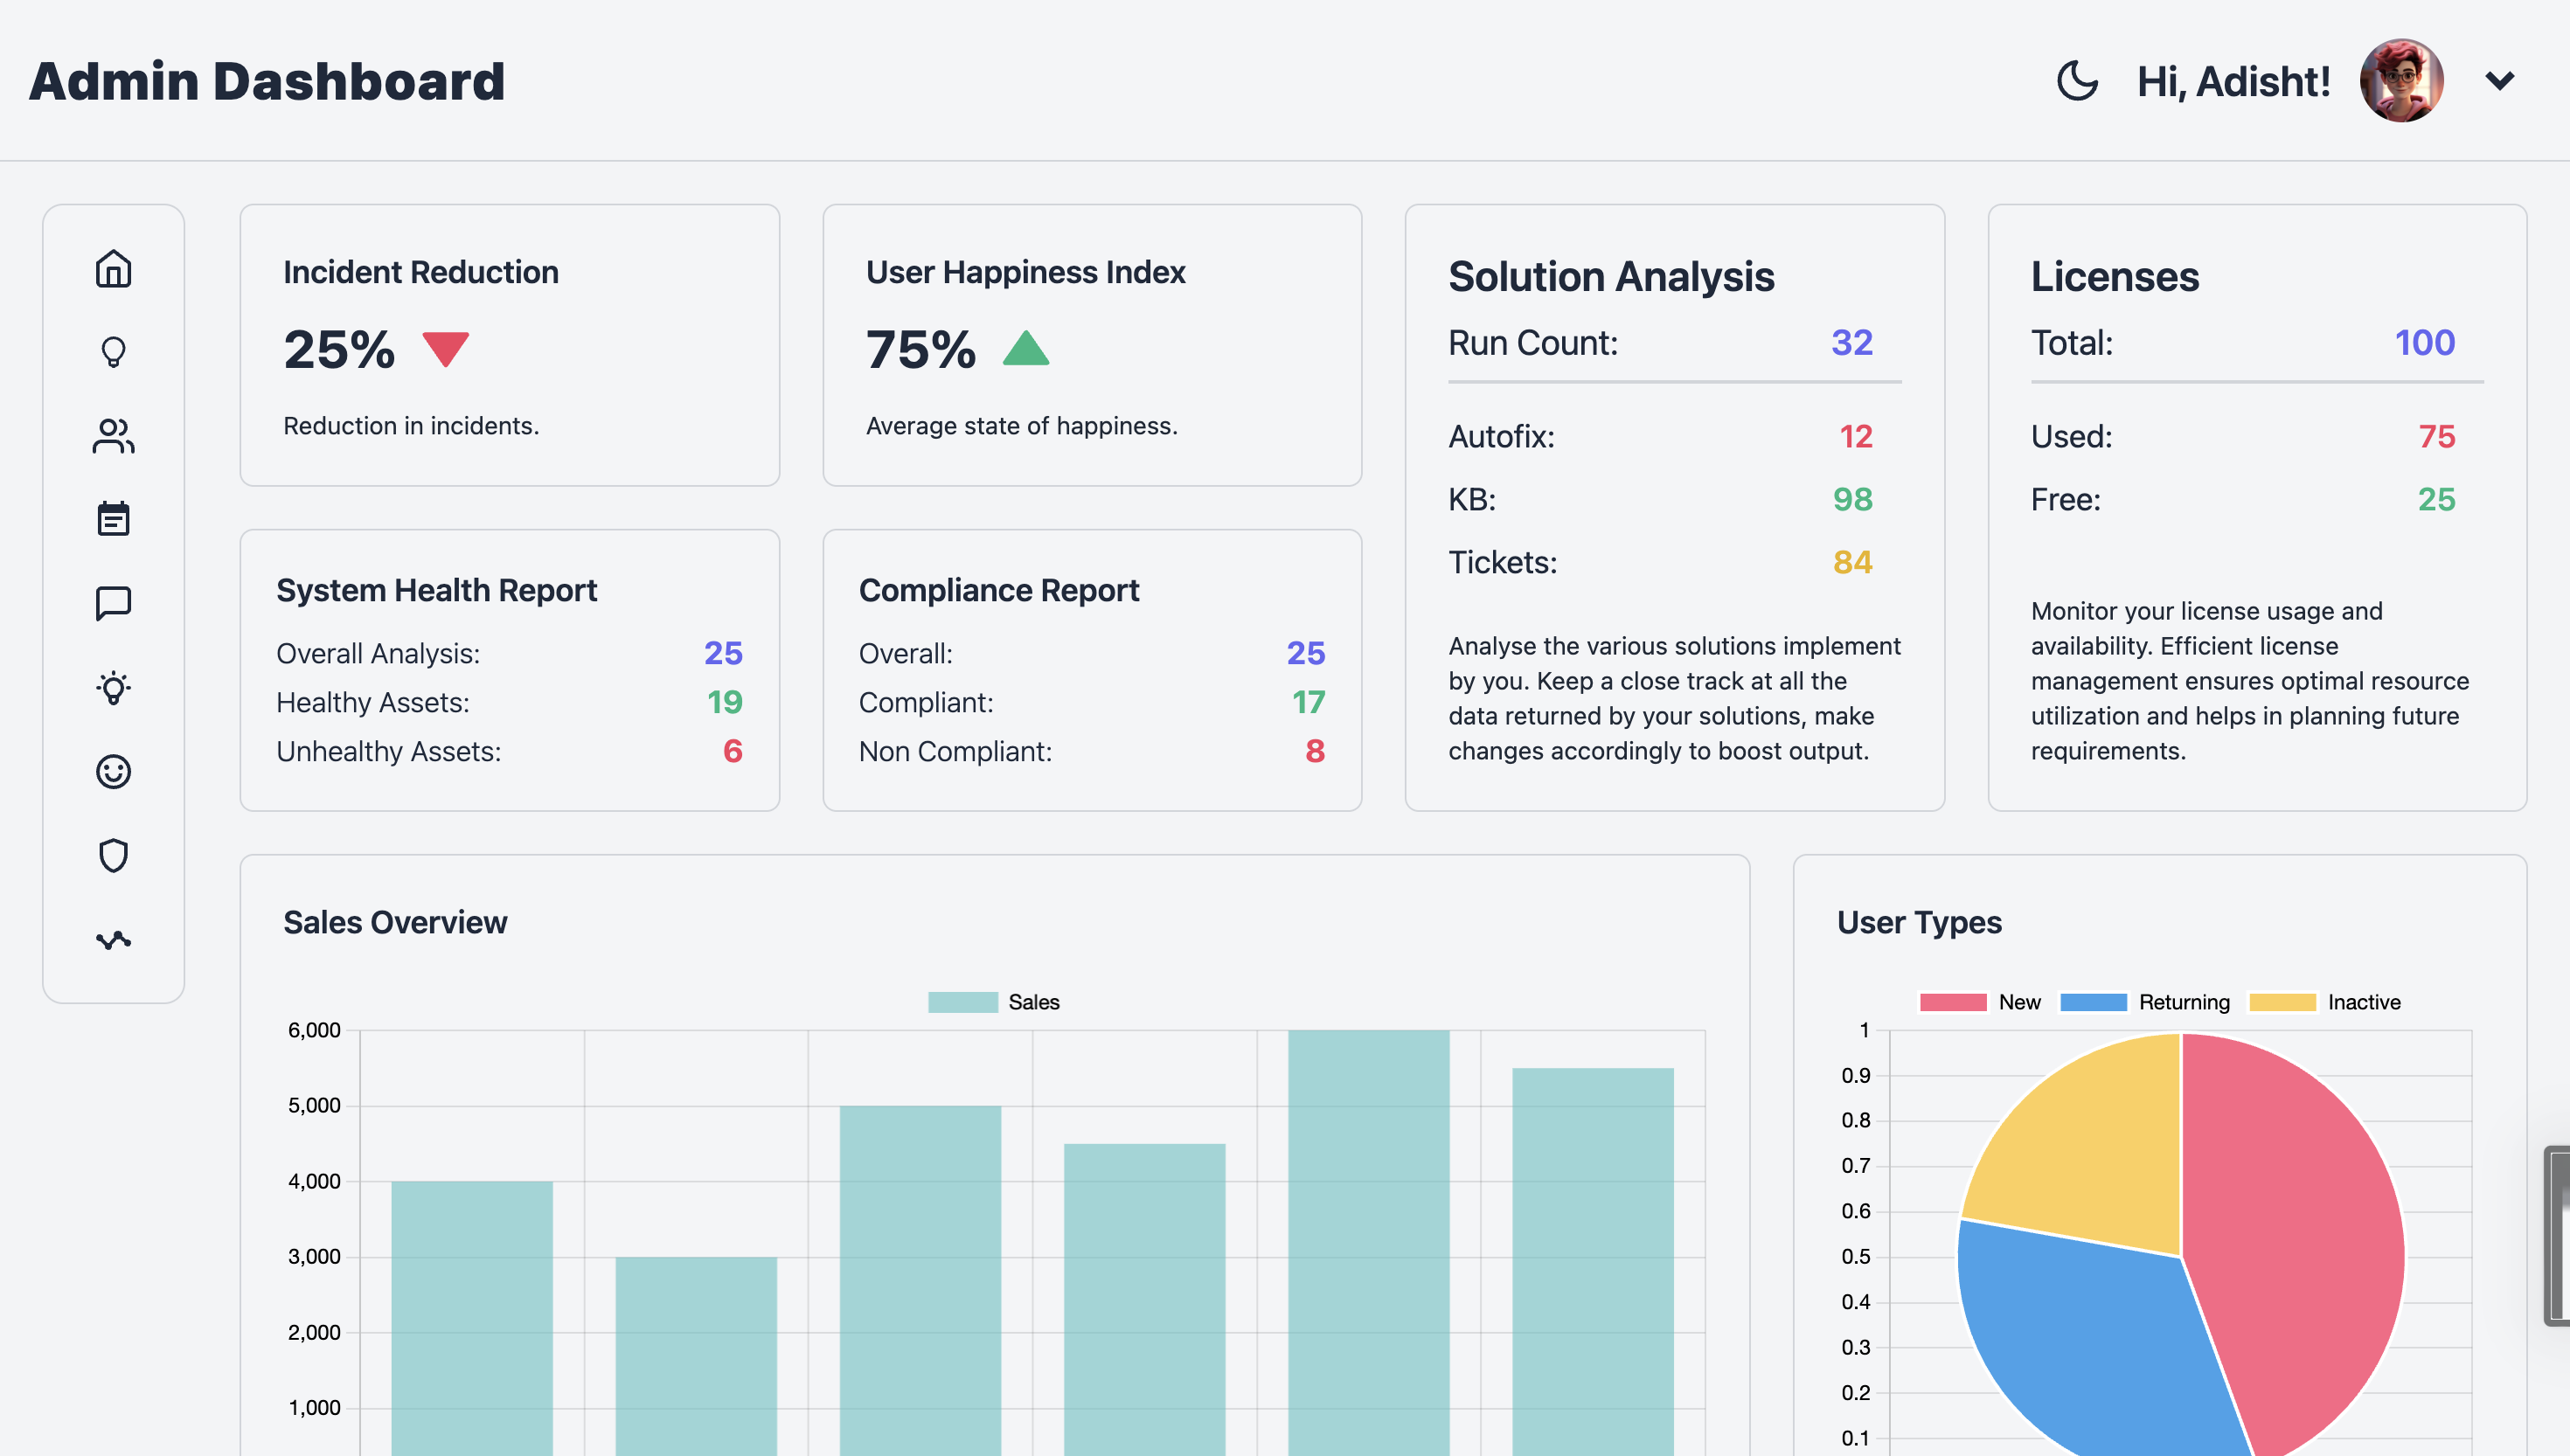 Admin Dashboard
Hi, Adisht!
Incident Reduction
25%
Reduction in incidents.
User Happiness Index
75%
Average state of happiness.
Solution Analysis
Run Count: 32
Autofix: 12
KB: 98
Tickets: 84
Analyse the various solutions implement
by you. Keep a close track at all the
data returned by your solutions, make
changes accordingly to boost output.
Licenses
Total: 100
Used: 75
Free: 25
Monitor your license usage and
availability. Efficient license
management ensures optimal resource
utilization and helps in planning future
requirements.
System Health Report
Overall Analysis: 25
Healthy Assets: 19
Unhealthy Assets: 6
Compliance Report
Overall: 25
Compliant: 17
Non Compliant: 8
Sales Overview
Sales
6,000
5,000
4,000
3,000
2,000
1,000
User Types
New Returning Inactive
1
0.9
0.8
0.7
0.6
0.5
0.4
0.3
0.2
0.1